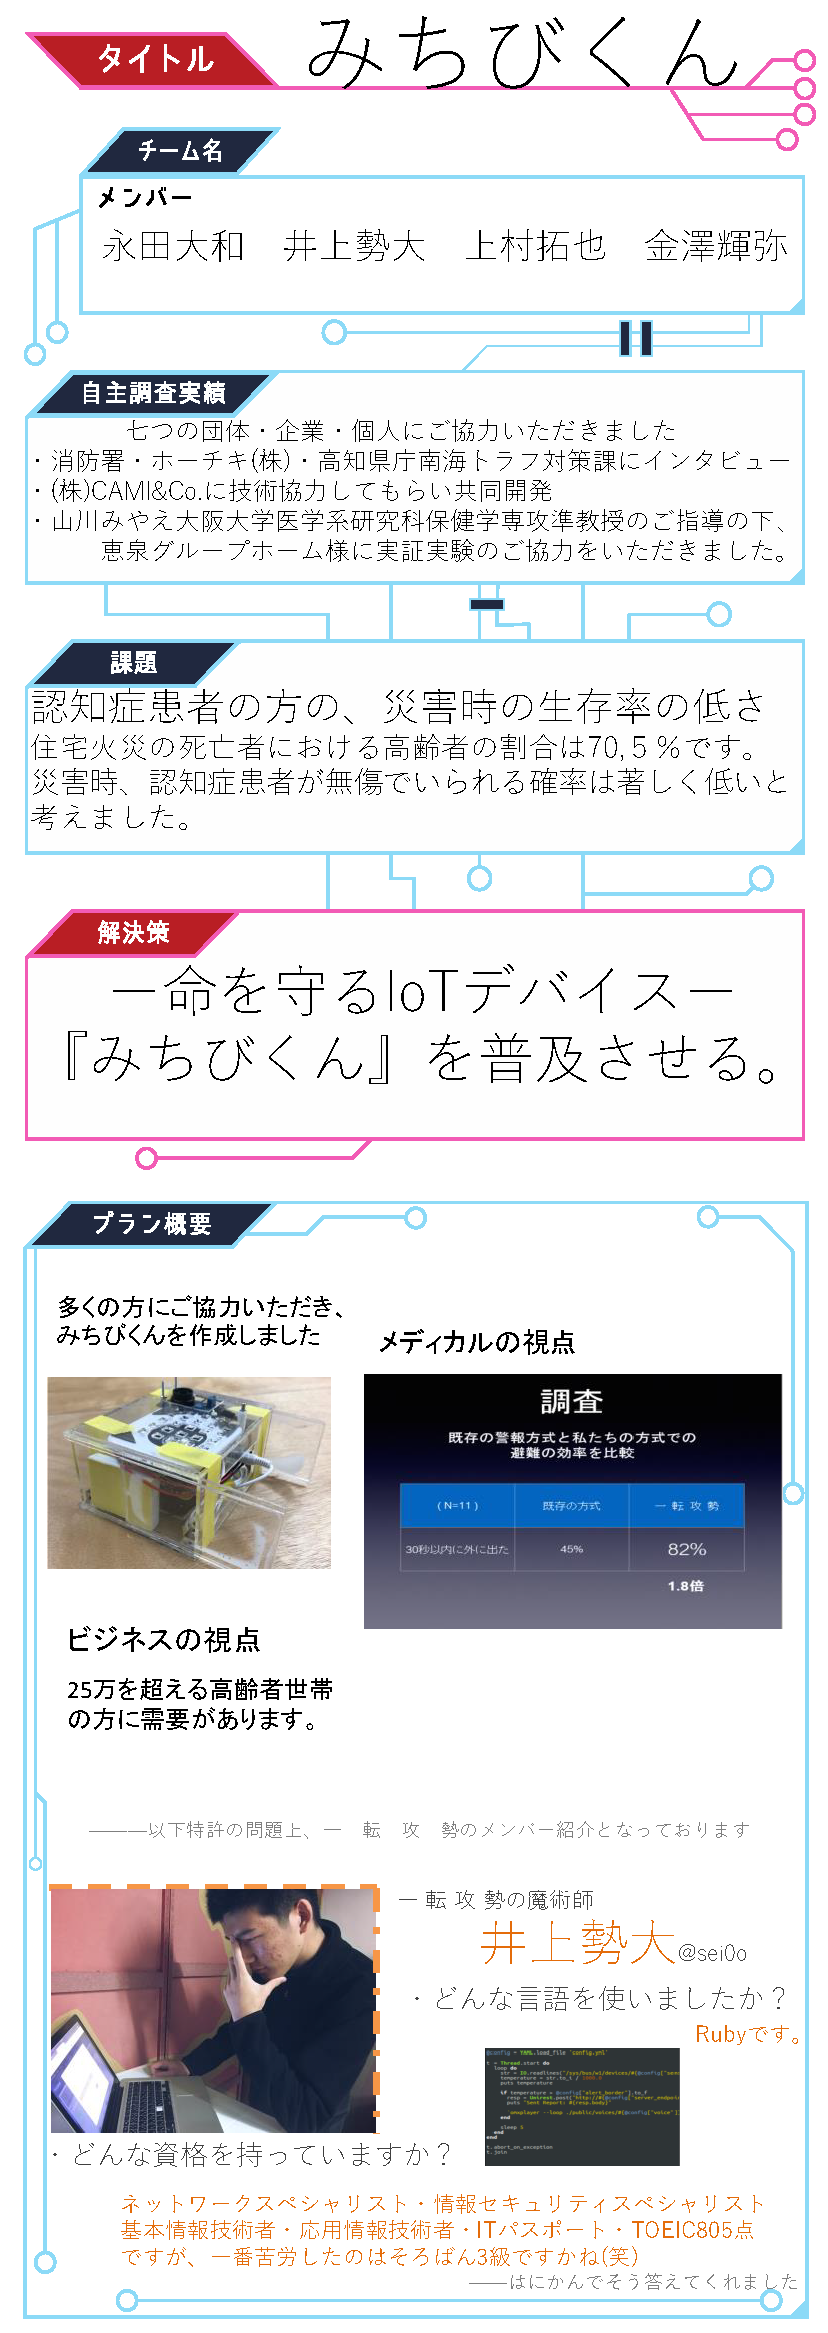 タイトル
みちびくん
チーム名
メンバー
永田大和　井上勢大　上村拓也　金澤輝弥
自主調査実績
七つの団体・企業・個人にご協力いただきました
・消防署・ホーチキ(株)・高知県庁南海トラフ対策課にインタビュー
・(株)CAMI&Co.に技術協力してもらい共同開発
・山川みやえ大阪大学医学系研究科保健学専攻準教授のご指導の下、
恵泉グループホーム様に実証実験のご協力をいただきました。
課題
認知症患者の方の、災害時の生存率の低さ
住宅火災の死亡者における高齢者の割合は70,５％です。
災害時、認知症患者が無傷でいられる確率は著しく低いと
考えました。
解決策
－命を守るIoTデバイス－
『みちびくん』を普及させる。
プラン概要
多くの方にご協力いただき、
みちびくんを作成しました
メディカルの視点
調査
既存の警報方式と私たちの方式での
避難の効率を比較
(N=11)　既存の方式　一 転 攻 勢
30秒以内に外に出た　45%　82%
1.8倍
ビジネスの視点
25万を超える高齢者世帯
の方に需要があります。
―――以下特許の問題上、一　転　攻　勢のメンバー紹介となっております
一 転 攻 勢の魔術師
井上勢大@sei0o
・どんな言語を使いましたか？
Rubyです。
@config = YAML.load_file 'config.yml'
t = Thread.start do
loop do
puts temperature
sleep 5
end
end
t.abort_on_exception
t.join
・どんな資格を持っていますか？
ネットワークスペシャリスト・情報セキュリティスペシャリスト
基本情報技術者・応用情報技術者・ITパスポート・TOEIC805点
ですが、一番苦労したのはそろばん3級ですかね(笑)
――はにかんでそう答えてくれました